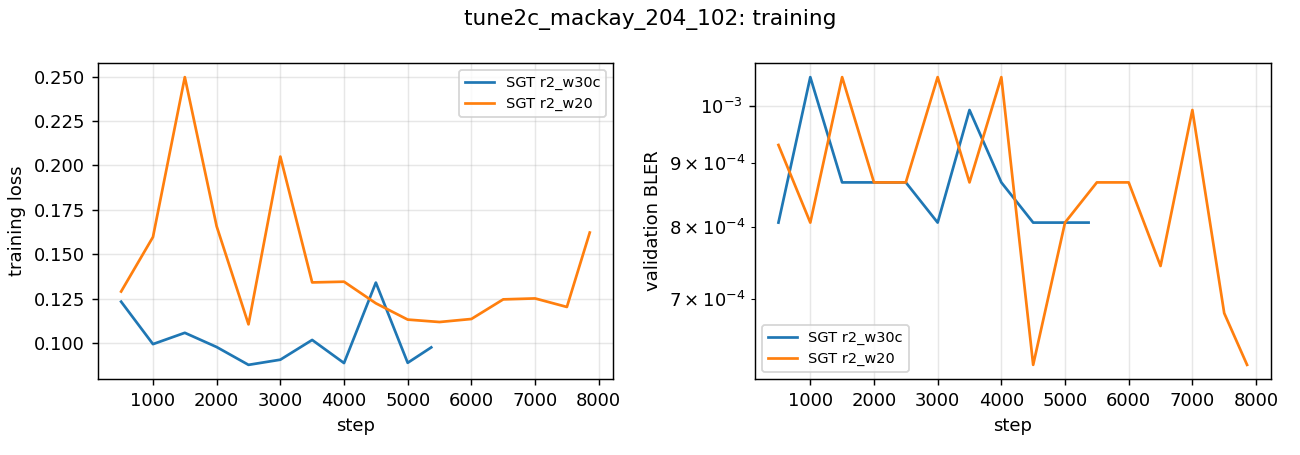 tune2c_mackay_204_102: training
training loss
0.250
0.225
0.200
0.175
0.150
0.125
0.100
1000 2000 3000 4000 5000 6000 7000 8000
step
SGT r2_w30c
SGT r2_w20
validation BLER
10⁻³
9 × 10⁻⁴
8 × 10⁻⁴
7 × 10⁻⁴
1000 2000 3000 4000 5000 6000 7000 8000
step
SGT r2_w30c
SGT r2_w20